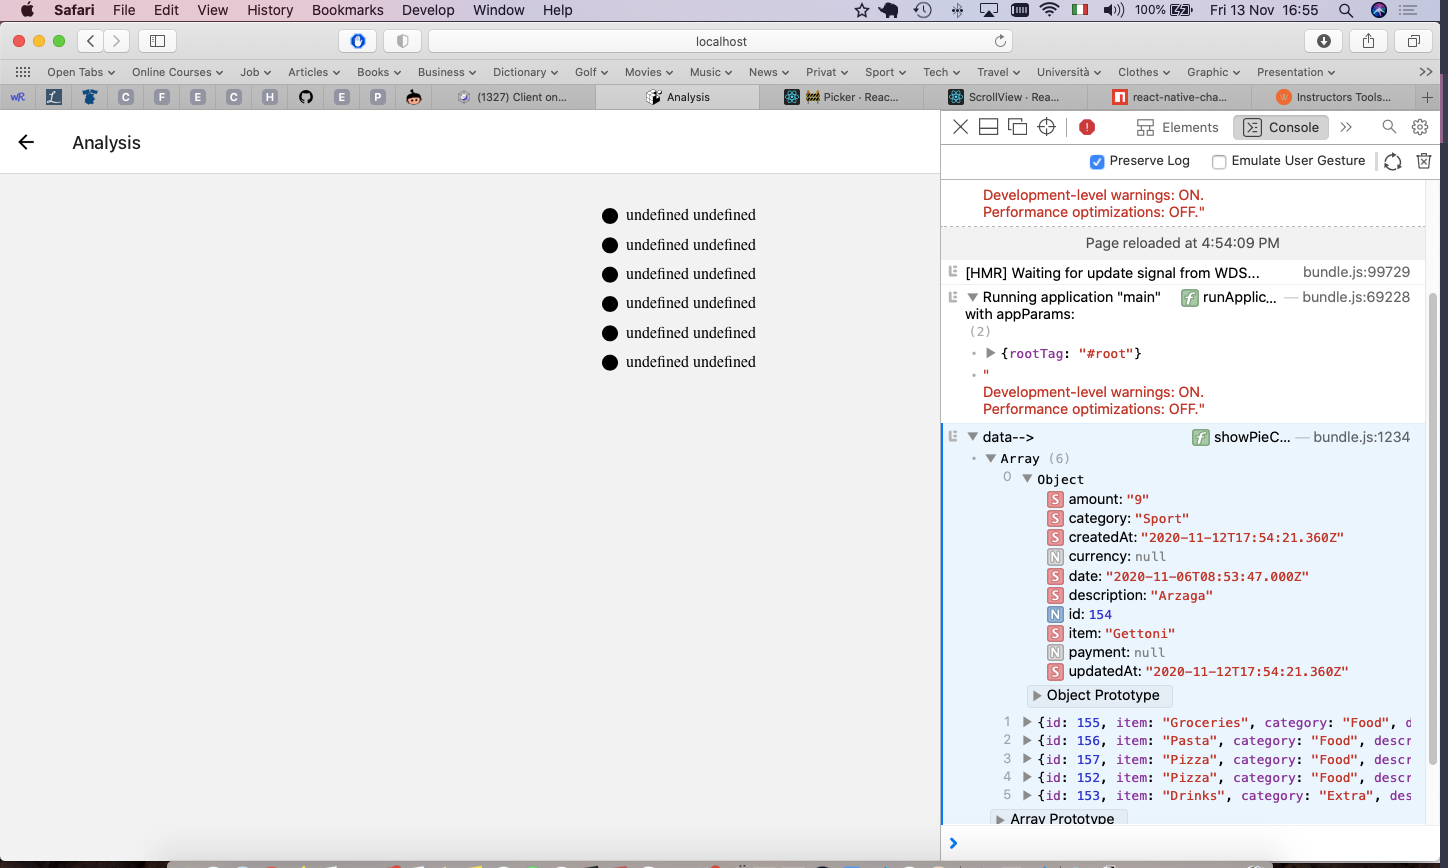 Safari File Edit View History Bookmarks Develop Window Help 100% Fri 13 Nov 16:55
localhost
Open Tabs Online Courses Job Articles Books Business Dictionary Golf Movies Music News Privat Sport Tech Travel Università Clothes Graphic Presentation
wR L C F E C H E P (1327) Client on... Analysis Picker · Reac... ScrollView · Rea... react-native-cha... Instructors Tools...
Analysis
undefined undefined
undefined undefined
undefined undefined
undefined undefined
undefined undefined
undefined undefined
Elements Console
Preserve Log Emulate User Gesture
Development-level warnings: ON.
Performance optimizations: OFF."
Page reloaded at 4:54:09 PM
[HMR] Waiting for update signal from WDS... bundle.js:99729
Running application "main" f runApplic... — bundle.js:69228
with appParams:
(2)
{rootTag: "#root"}
"
Development-level warnings: ON.
Performance optimizations: OFF."
data--> f showPieC... — bundle.js:1234
Array (6)
0 Object
S amount: "9"
S category: "Sport"
S createdAt: "2020-11-12T17:54:21.360Z"
N currency: null
S date: "2020-11-06T08:53:47.000Z"
S description: "Arzaga"
N id: 154
S item: "Gettoni"
N payment: null
S updatedAt: "2020-11-12T17:54:21.360Z"
Object Prototype
1 {id: 155, item: "Groceries", category: "Food", d
2 {id: 156, item: "Pasta", category: "Food", descr
3 {id: 157, item: "Pizza", category: "Food", descr
4 {id: 152, item: "Pizza", category: "Food", descr
5 {id: 153, item: "Drinks", category: "Extra", des
Array Prototype